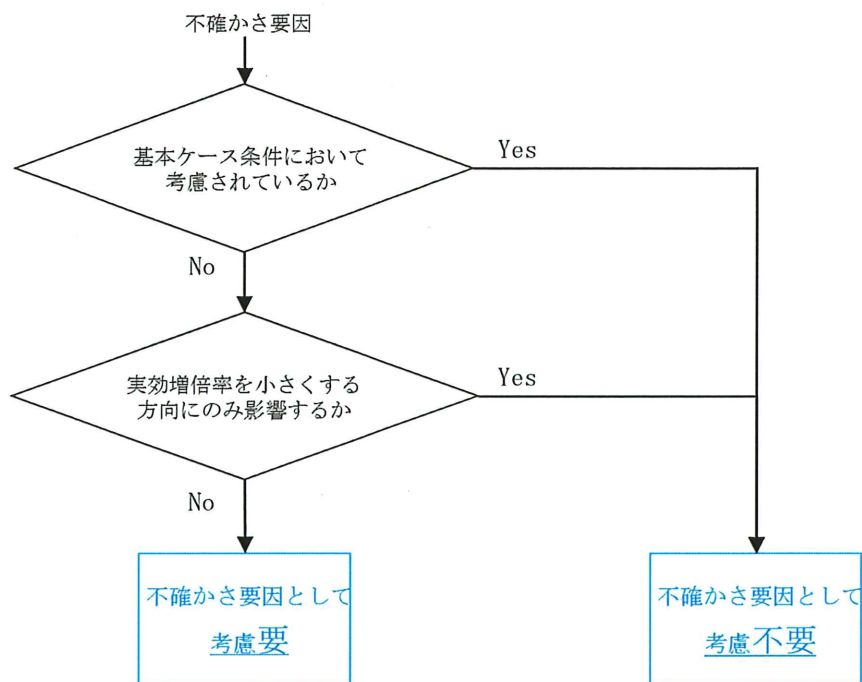 不確かさ要因
基本ケース条件において
考慮されているか
Yes
No
実効増倍率を小さくする
方向にのみ影響するか
Yes
No
不確かさ要因として
考慮要
不確かさ要因として
考慮不要